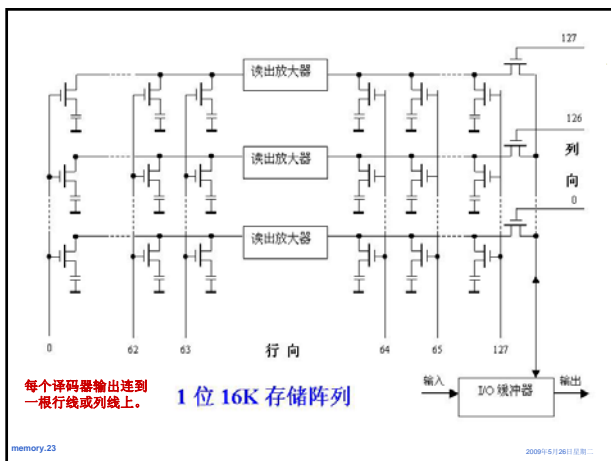 127
读出放大器
126
列
向
读出放大器
0
读出放大器
0 62 63 行 向 64 65 127
每个译码器输出连到
一根行线或列线上。
1 位 16K 存储阵列
输入 I/O 缓冲器 输出
memory.23
2009年5月26日星期二